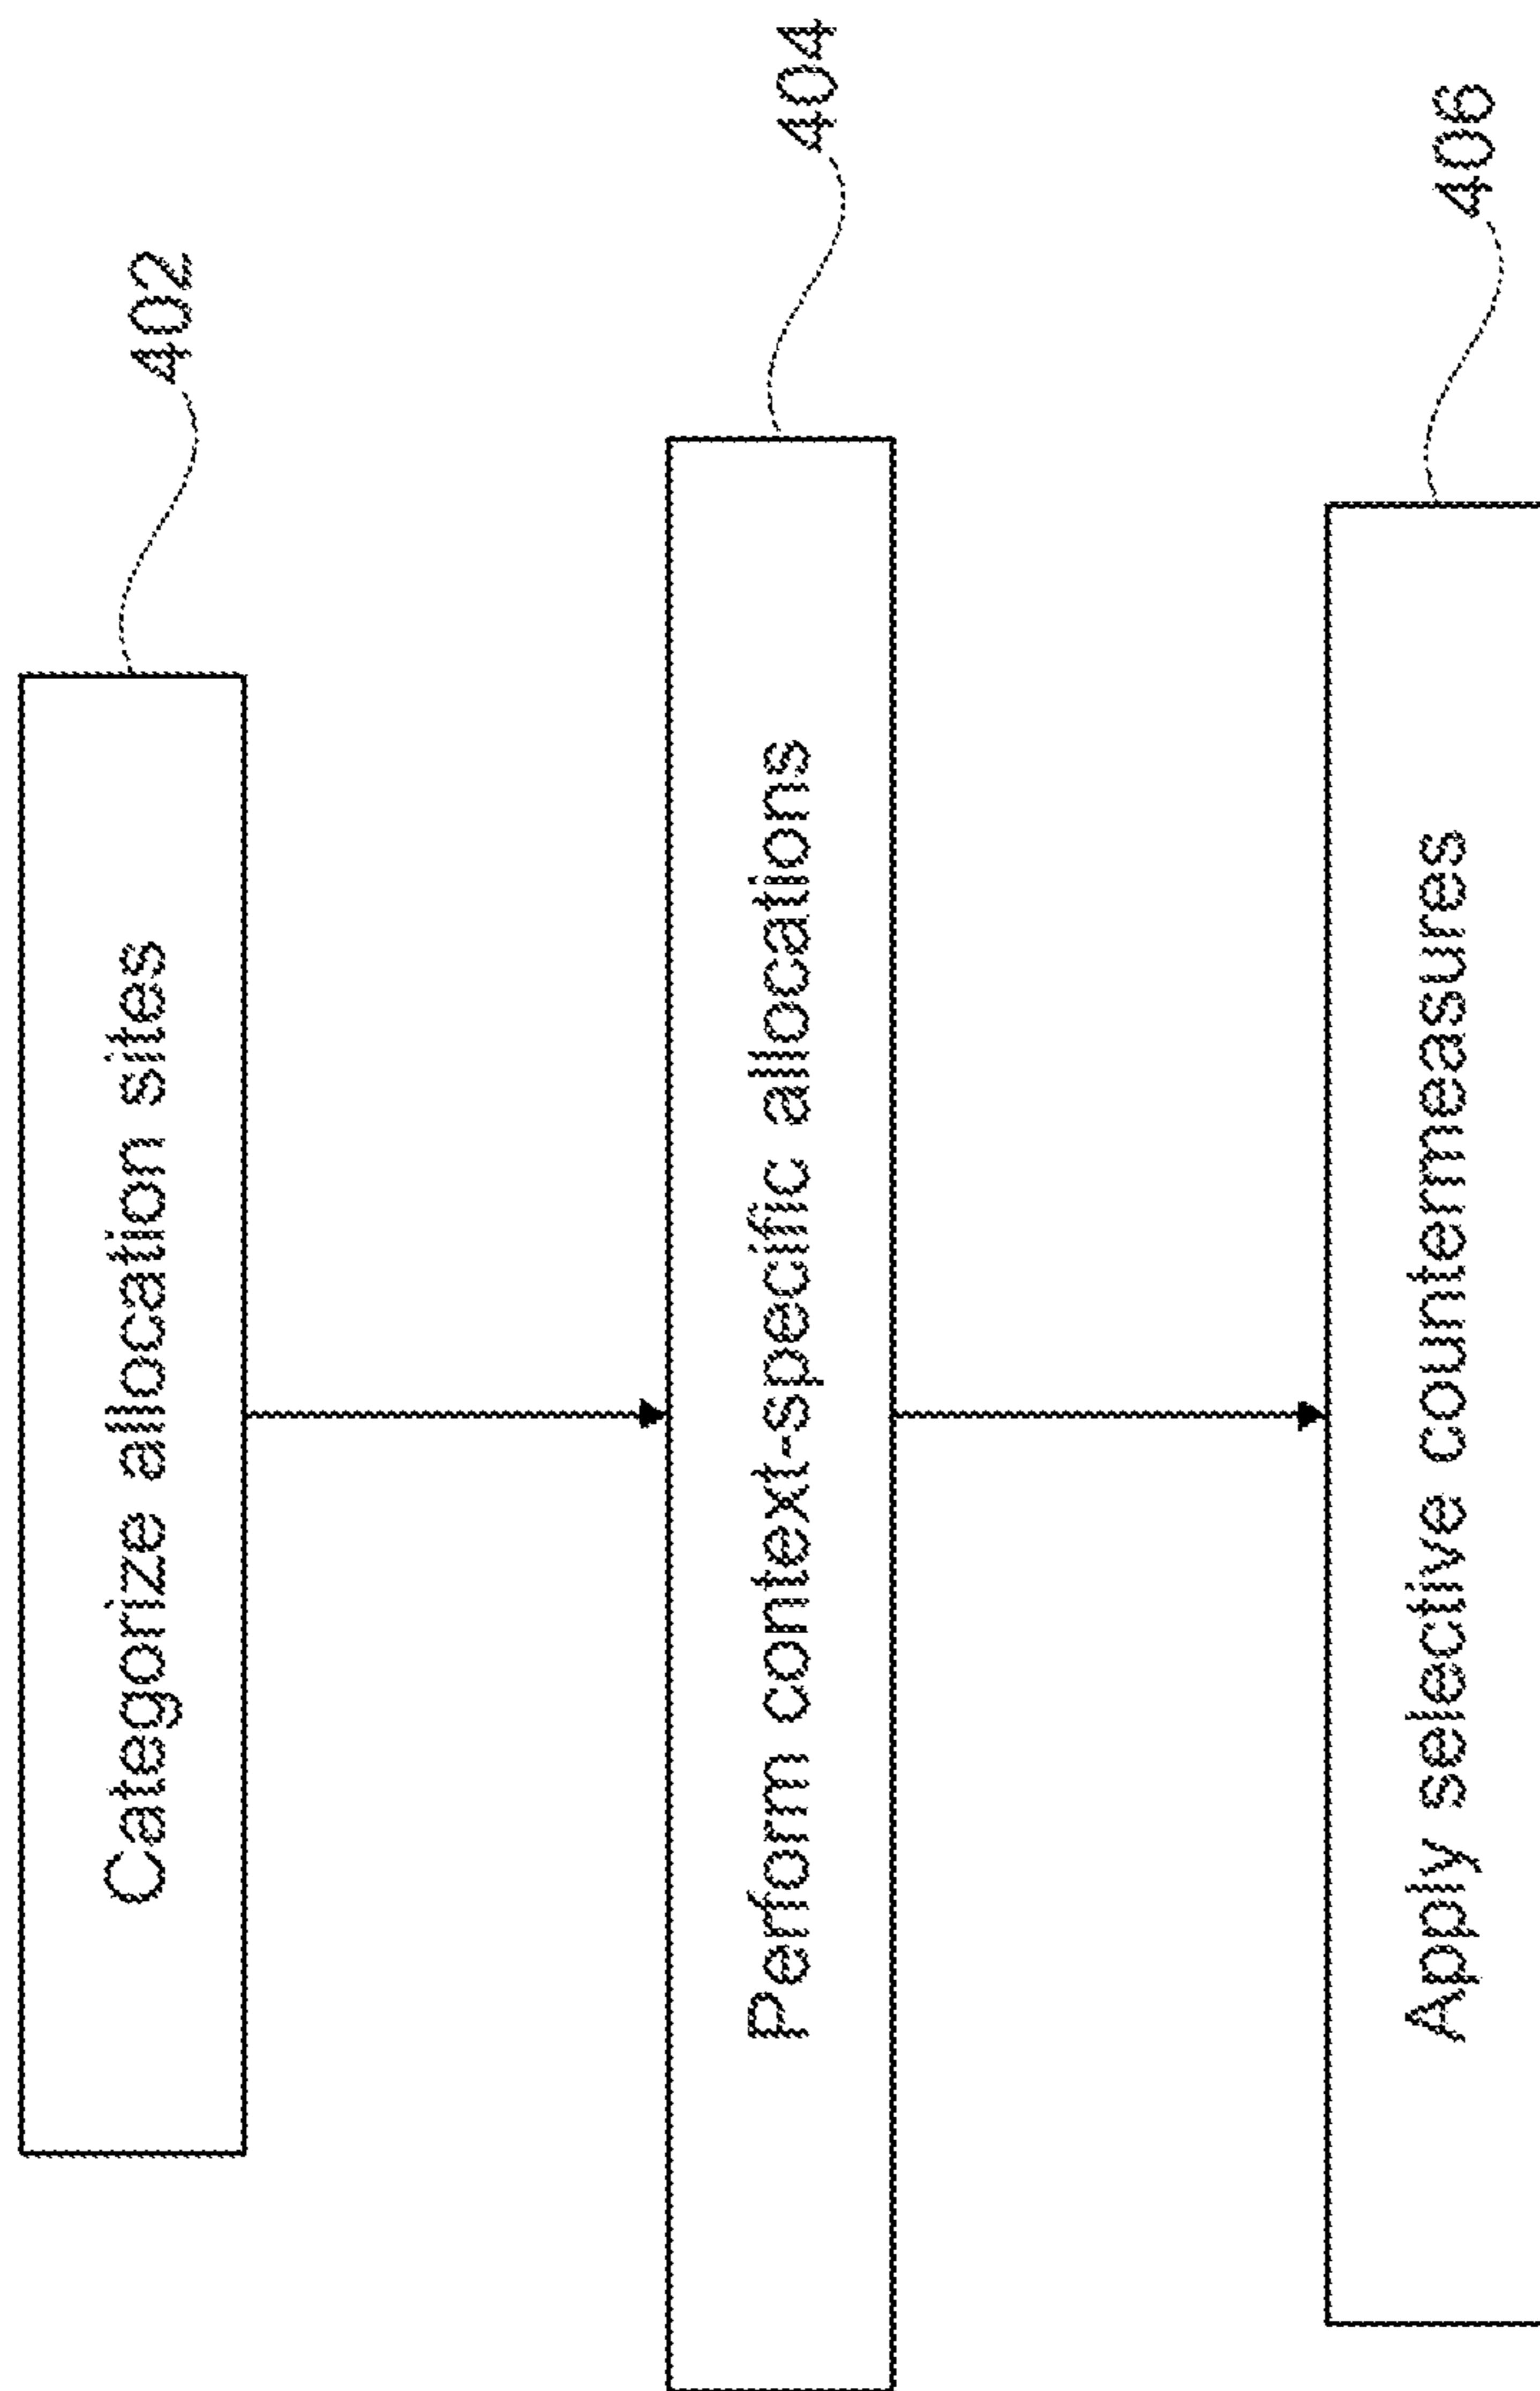 Categorize allocation sites
402
Perform context-specific allocations
404
Apply selective countermeasures
406